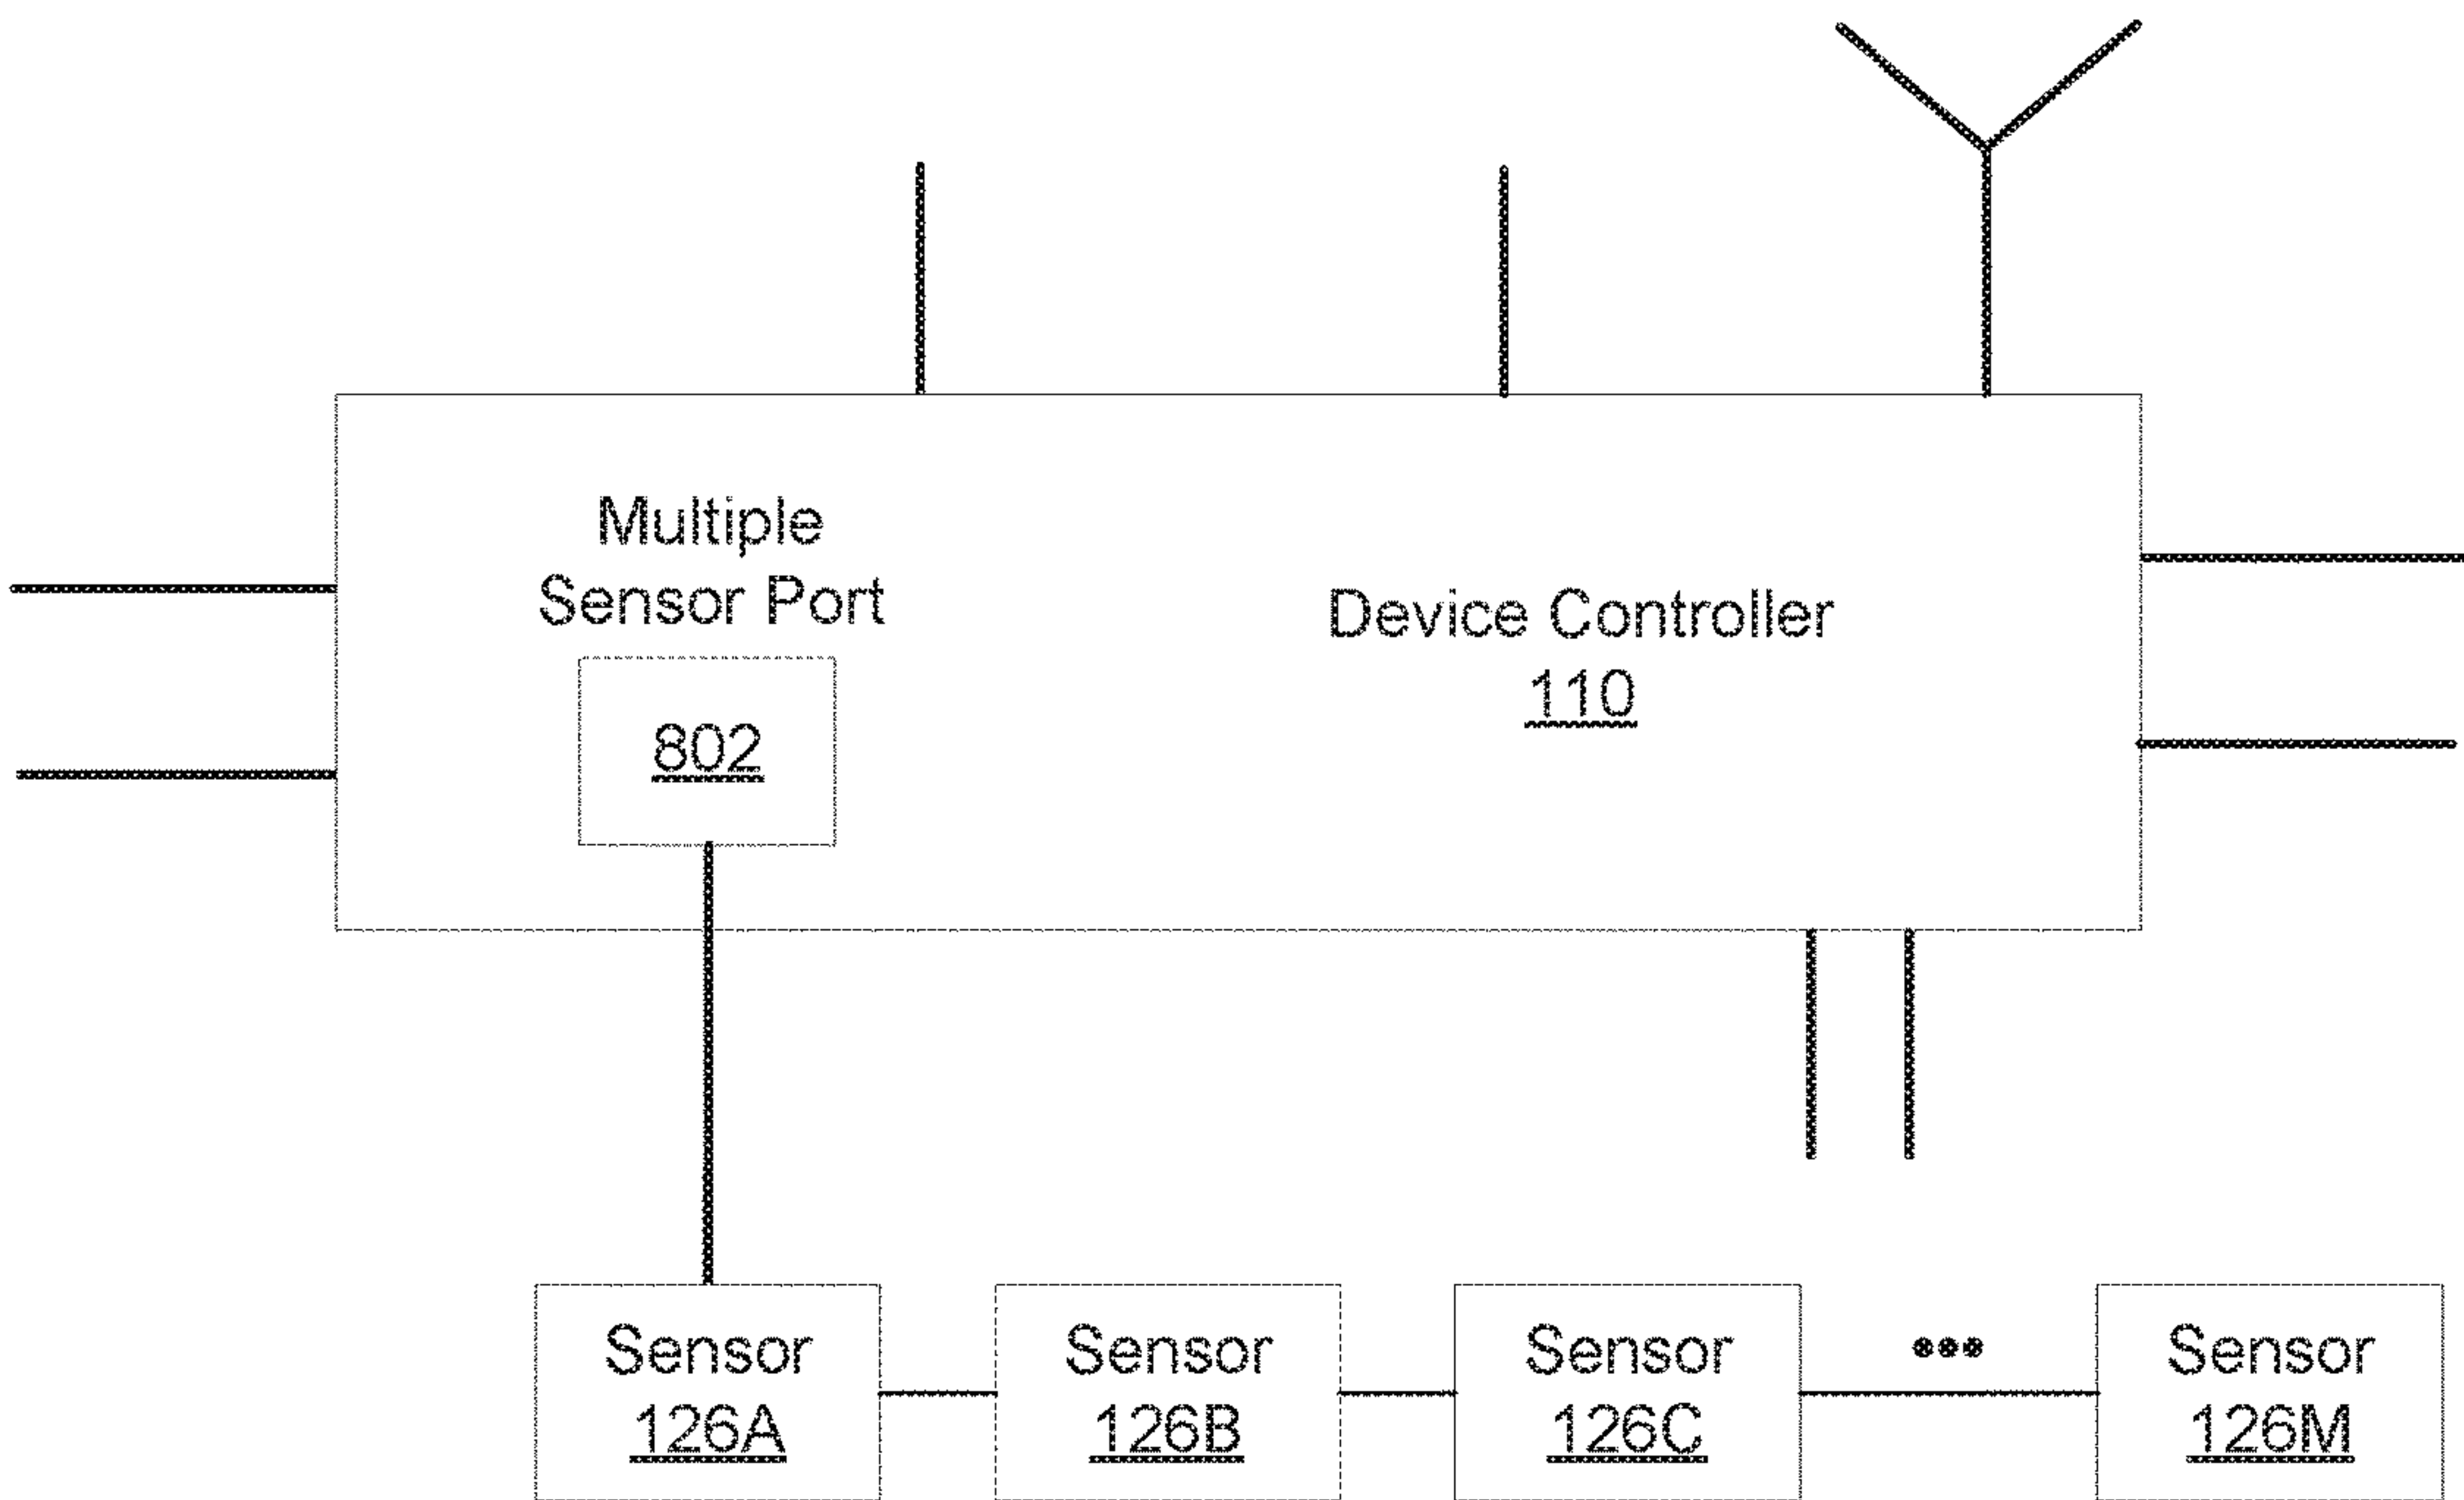 Multiple
Sensor Port
802
Device Controller
110
Sensor
126A
Sensor
126B
Sensor
126C
•••
Sensor
126M